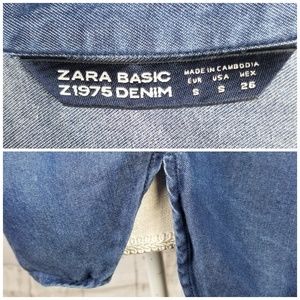 ZARA BASIC
Z1975 DENIM
MADE IN CAMBODIA
EUR USA MEX
S S 26